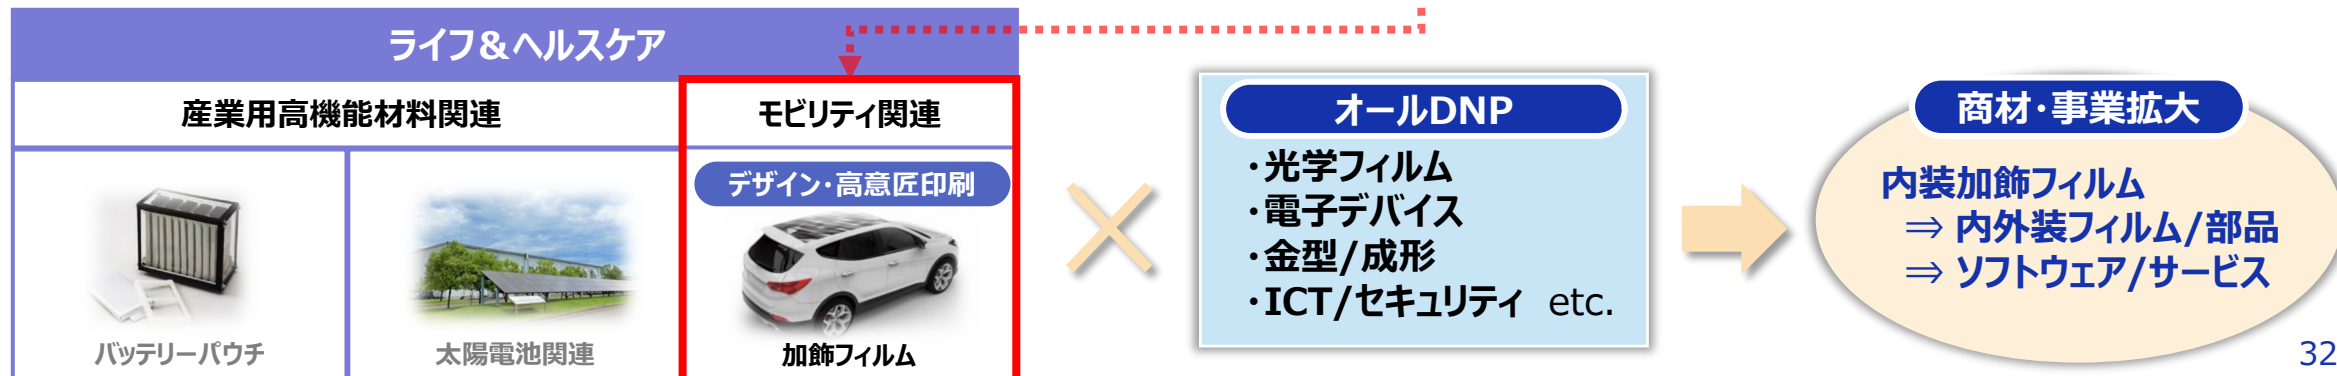 ライフ&ヘルスケア
産業用高機能材料関連
モビリティ関連
デザイン・高意匠印刷
バッテリーパウチ
太陽電池関連
加飾フィルム
オールDNP
・光学フィルム
・電子デバイス
・金型/成形
・ICT/セキュリティ etc.
商材・事業拡大
内装加飾フィルム
⇒ 内外装フィルム/部品
⇒ ソフトウェア/サービス
32